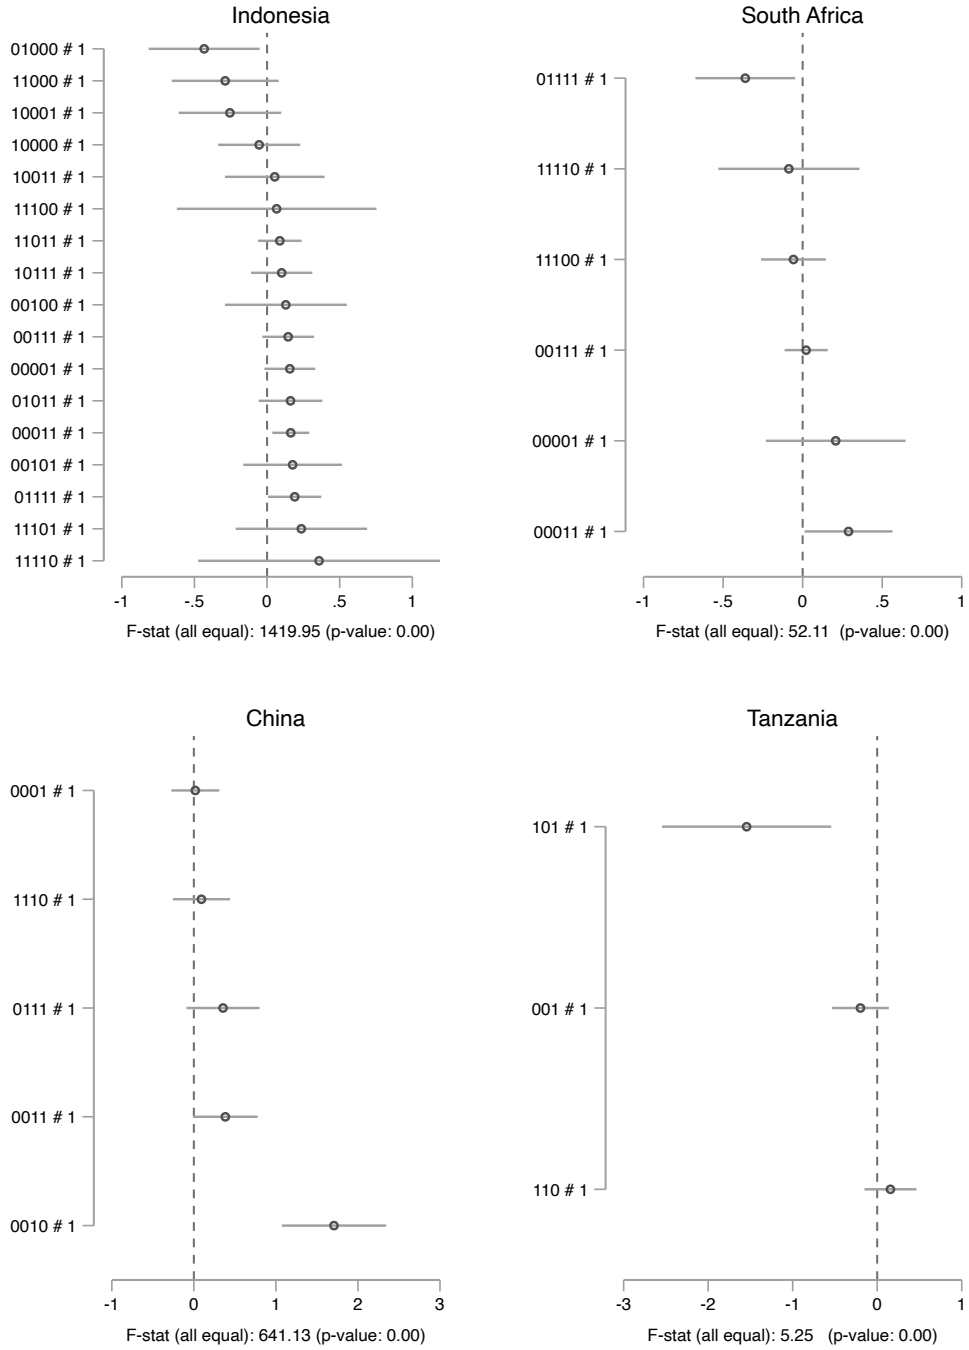 Indonesia
01000 # 1
11000 # 1
10001 # 1
10000 # 1
10011 # 1
11100 # 1
11011 # 1
10111 # 1
00100 # 1
00111 # 1
00001 # 1
01011 # 1
00011 # 1
00101 # 1
01111 # 1
11101 # 1
11110 # 1
-1 -.5 0 .5 1
F-stat (all equal): 1419.95 (p-value: 0.00)
South Africa
01111 # 1
11110 # 1
11100 # 1
00111 # 1
00001 # 1
00011 # 1
-1 -.5 0 .5 1
F-stat (all equal): 52.11 (p-value: 0.00)
China
0001 # 1
1110 # 1
0111 # 1
0011 # 1
0010 # 1
-1 0 1 2 3
F-stat (all equal): 641.13 (p-value: 0.00)
Tanzania
101 # 1
001 # 1
110 # 1
-3 -2 -1 0 1
F-stat (all equal): 5.25 (p-value: 0.00)